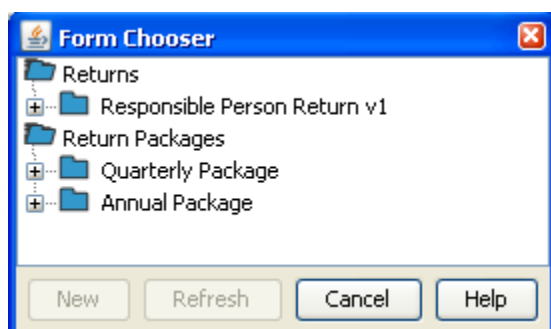 Form Chooser
Returns
Responsible Person Return v1
Return Packages
Quarterly Package
Annual Package
New Refresh Cancel Help